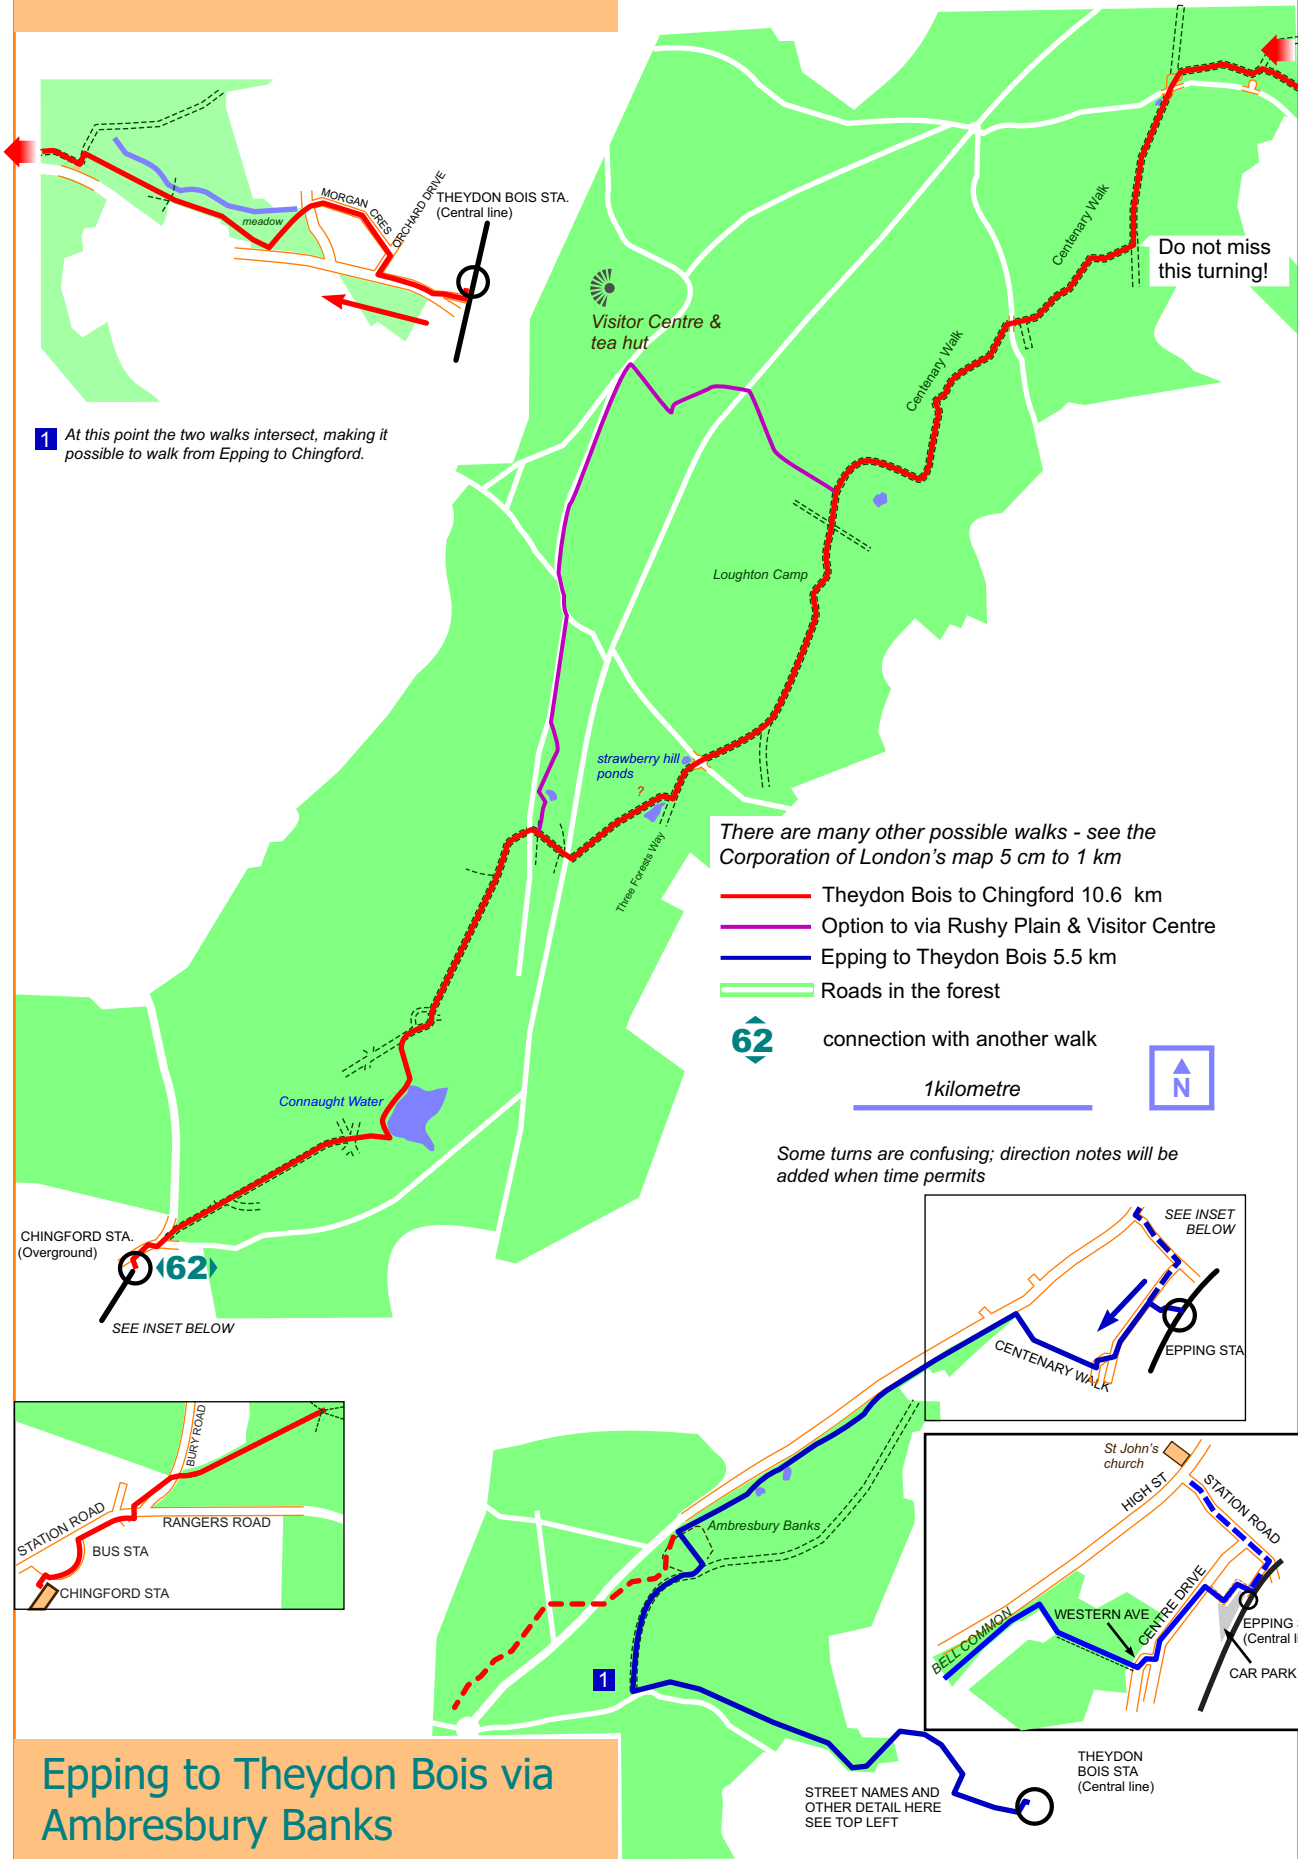 MORGAN CRES
ORCHARD DRIVE
THEYDON BOIS STA.
(Central line)
meadow
Centenary Walk
Do not miss
this turning!
Visitor Centre &
tea hut
Centenary Walk
1 At this point the two walks intersect, making it
possible to walk from Epping to Chingford.
Loughton Camp
strawberry hill
ponds
?
Three Forests Way
There are many other possible walks - see the
Corporation of London's map 5 cm to 1 km
Theydon Bois to Chingford 10.6 km
Option to via Rushy Plain & Visitor Centre
Epping to Theydon Bois 5.5 km
Roads in the forest
62 connection with another walk
N
1kilometre
Connaught Water
Some turns are confusing; direction notes will be
added when time permits
CHINGFORD STA.
(Overground)
62
SEE INSET BELOW
SEE INSET
BELOW
EPPING STA
CENTENARY WALK
BURY ROAD
STATION ROAD
RANGERS ROAD
BUS STA
CHINGFORD STA
St John's
church
HIGH ST
STATION ROAD
Ambresbury Banks
WESTERN AVE
CENTRE DRIVE
BELL COMMON
EPPING
(Central li
CAR PARK
1
THEYDON
BOIS STA
(Central line)
STREET NAMES AND
OTHER DETAIL HERE
SEE TOP LEFT
Epping to Theydon Bois via
Ambresbury Banks